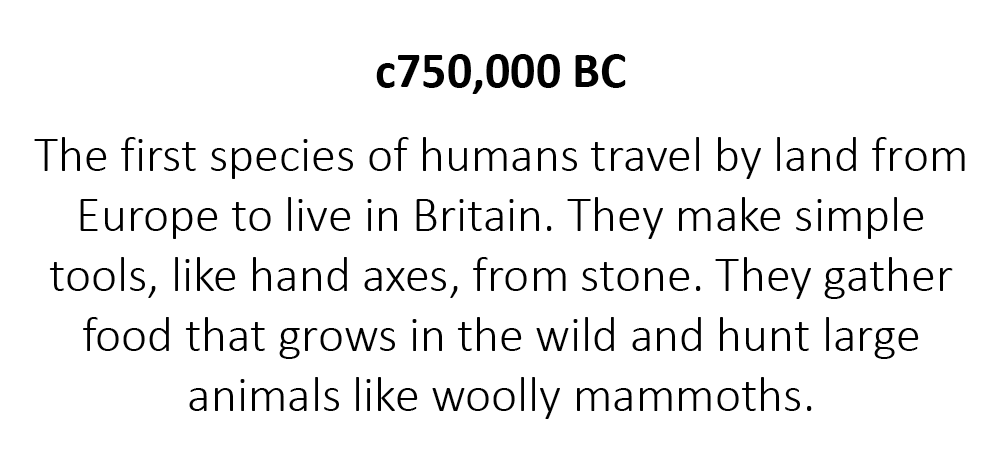 c750,000 BC
The first species of humans travel by land from
Europe to live in Britain. They make simple
tools, like hand axes, from stone. They gather
food that grows in the wild and hunt large
animals like woolly mammoths.